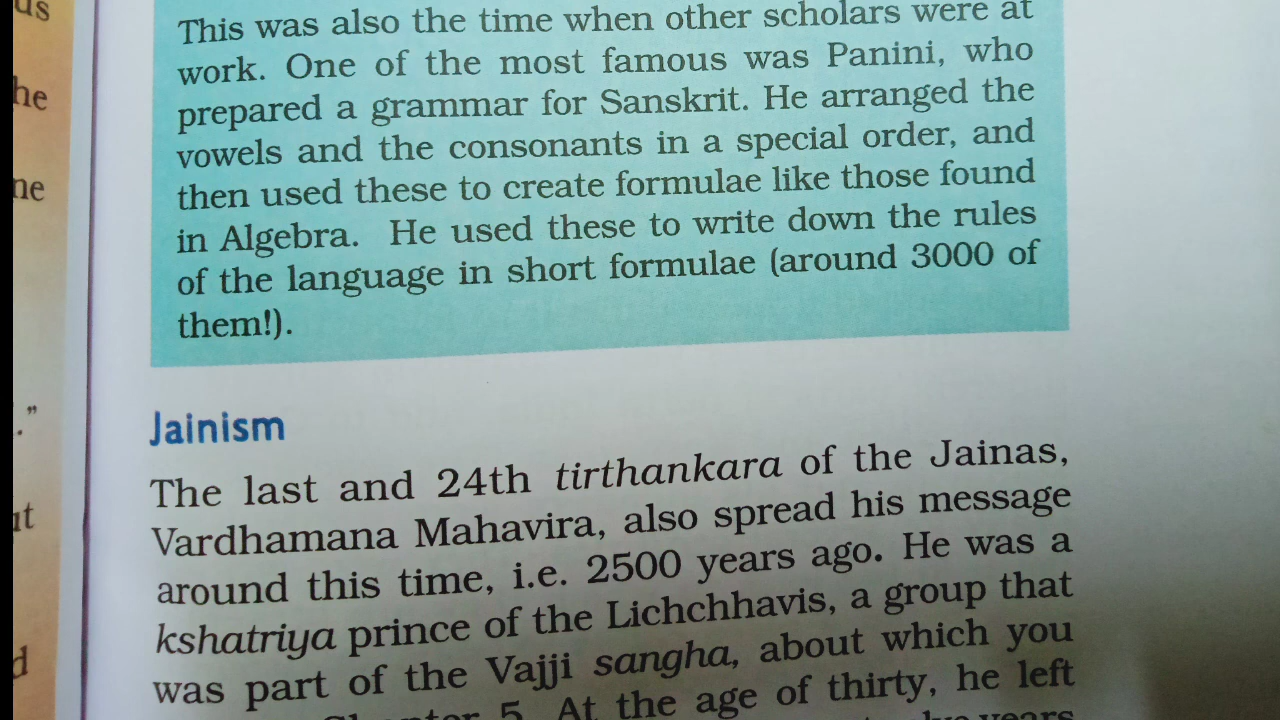 us
he
ne
.”
d
This was also the time when other scholars were at
work. One of the most famous was Panini, who
prepared a grammar for Sanskrit. He arranged the
vowels and the consonants in a special order, and
then used these to create formulae like those found
in Algebra. He used these to write down the rules
of the language in short formulae (around 3000 of
them!).
Jainism
The last and 24th tirthankara of the Jainas,
Vardhamana Mahavira, also spread his message
around this time, i.e. 2500 years ago. He was a
kshatriya prince of the Lichchhavis, a group that
was part of the Vajji sangha, about which you
5. At the age of thirty, he left
years